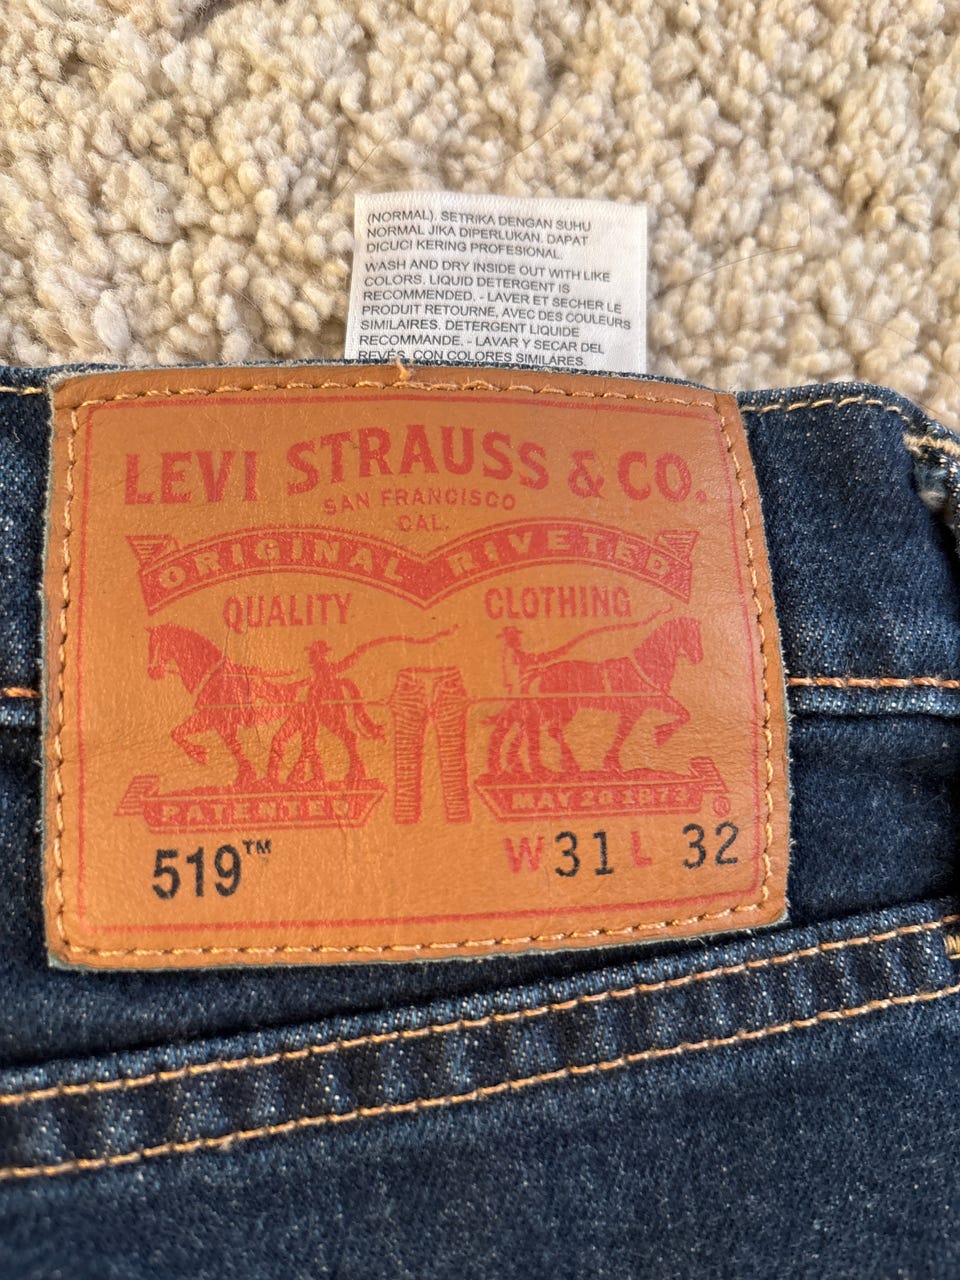 (NORMAL). SETRIKA DENGAN SUHU
NORMAL JIKA DIPERLUKAN. DAPAT
DICUCI KERING PROFESIONAL.
WASH AND DRY INSIDE OUT WITH LIKE
COLORS. LIQUID DETERGENT IS
RECOMMENDED. - LAVER ET SECHER LE
PRODUIT RETOURNE, AVEC DES COULEURS
SIMILAIRES. DETERGENT LIQUIDE
RECOMMANDE. - LAVAR Y SECAR DEL
REVÉS, CON COLORES SIMILARES.
LEVI STRAUSS & CO.
SAN FRANCISCO
CAL.
ORIGINAL RIVETED
QUALITY CLOTHING
PATENTED MAY 20 1873 ®
519™ W 31 L 32